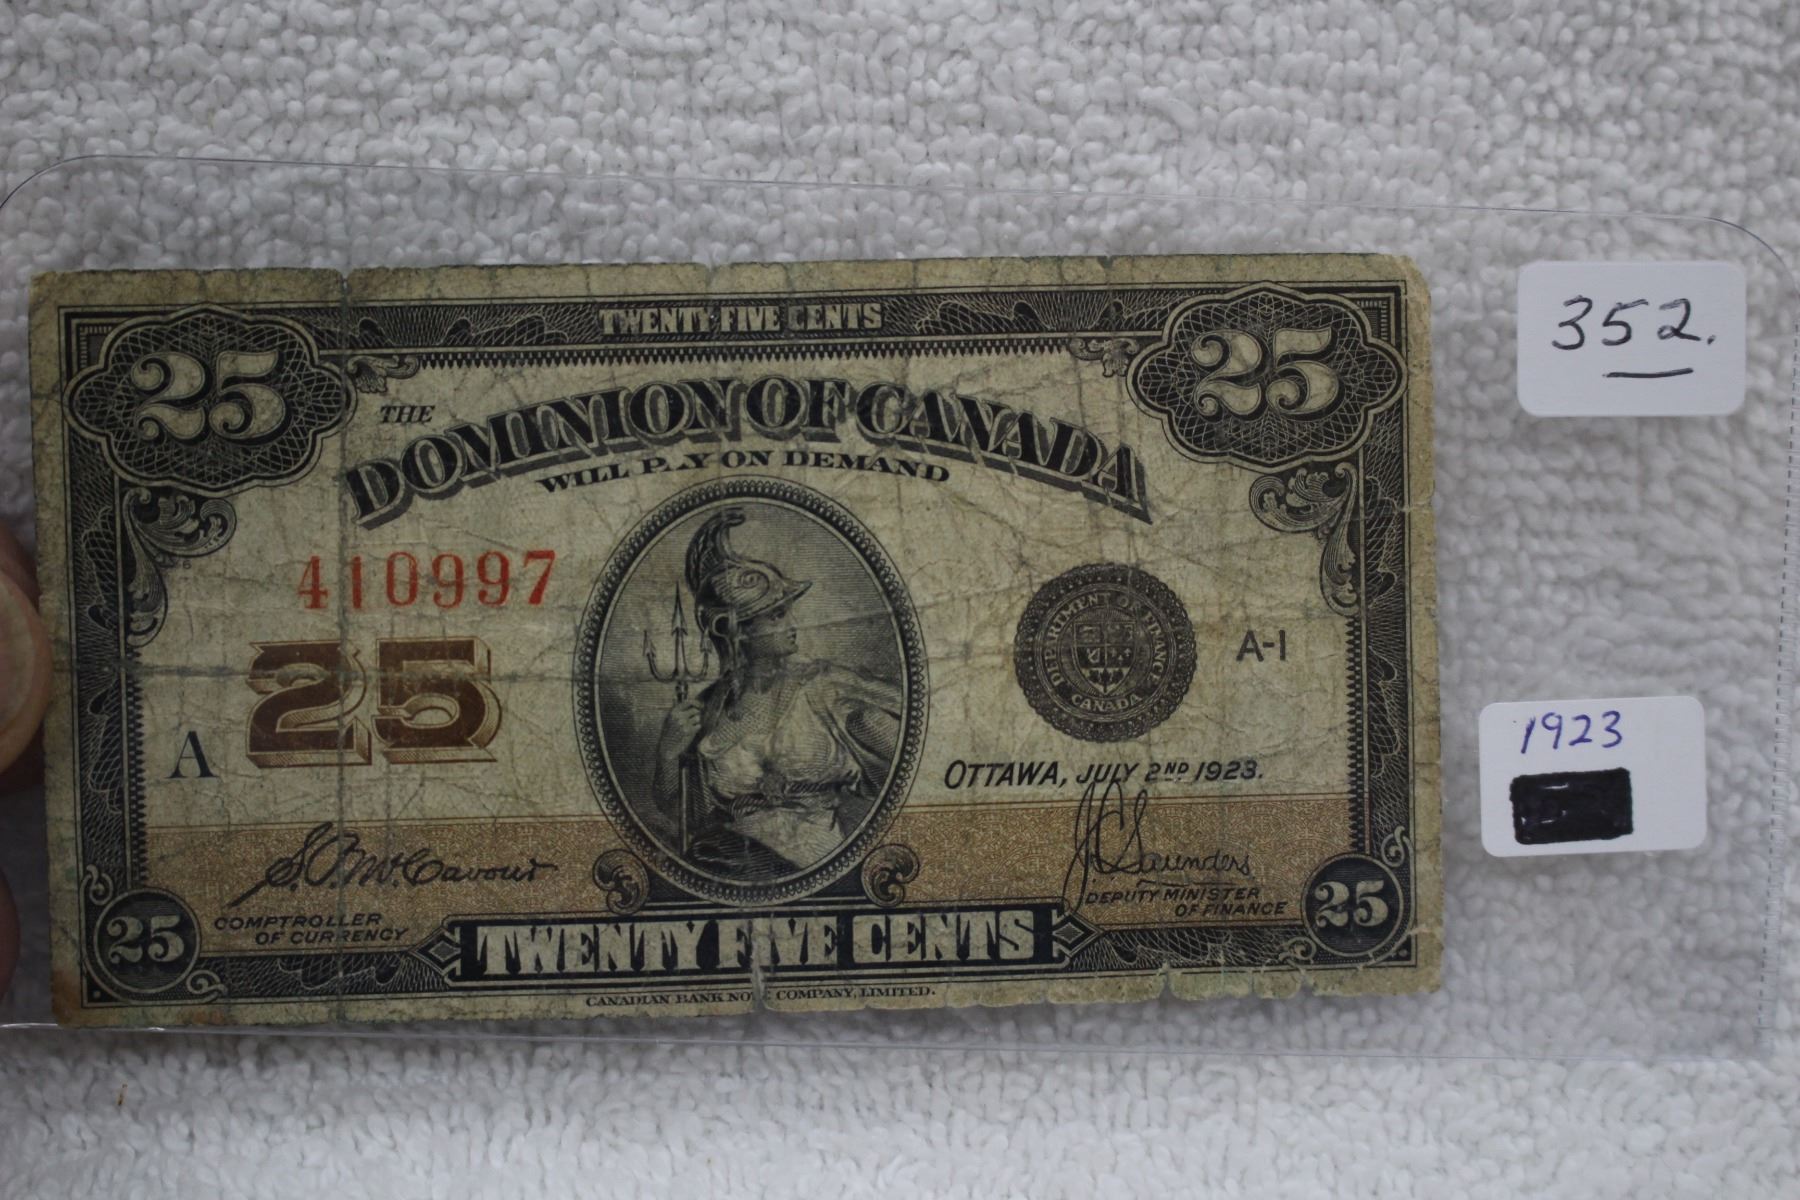 TWENTY FIVE CENTS
25 25
THE
DOMINION OF CANADA
WILL PAY ON DEMAND
410997
25
A
DEPARTMENT OF FINANCE
CANADA
A-1
OTTAWA, JULY 2ND 1923.
S.P. McCavour
J C Saunders
COMPTROLLER
OF CURRENCY
DEPUTY MINISTER
OF FINANCE
25 TWENTY FIVE CENTS 25
CANADIAN BANK NOTE COMPANY, LIMITED.
352.
1923